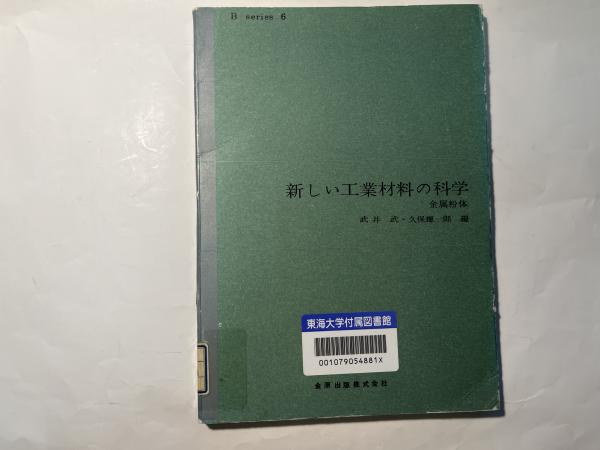 B series 6
新しい工業材料の科学
金属粉体
武井 武・久保輝一郎 編
東海大学付属図書館
001079054881X
金原出版株式会社